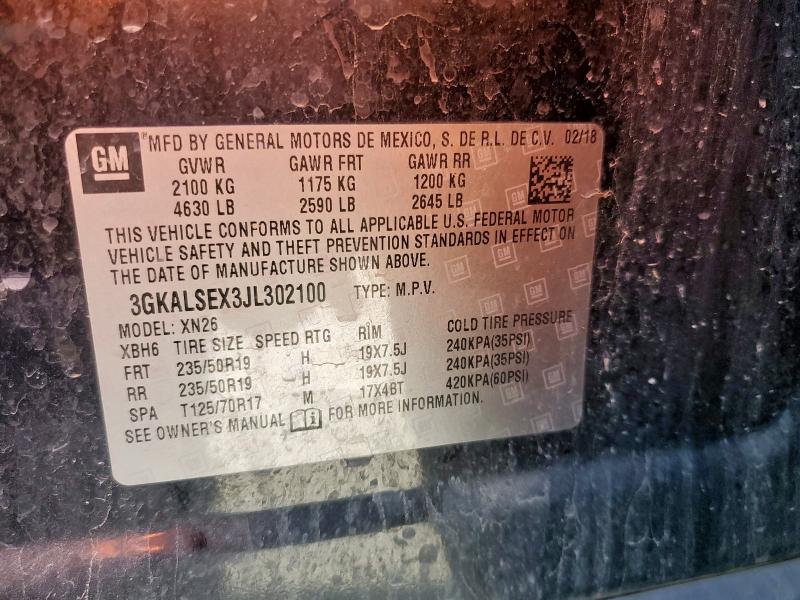 GM
MFD BY GENERAL MOTORS DE MEXICO, S. DE R.L. DE C.V. 02/18
GVWR GAWR FRT GAWR RR
2100 KG 1175 KG 1200 KG
4630 LB 2590 LB 2645 LB
THIS VEHICLE CONFORMS TO ALL APPLICABLE U.S. FEDERAL MOTOR
VEHICLE SAFETY AND THEFT PREVENTION STANDARDS IN EFFECT ON
THE DATE OF MANUFACTURE SHOWN ABOVE.
3GKALSEX3JL302100 TYPE: M.P.V.
MODEL: XN26
XBH6 TIRE SIZE SPEED RTG RIM COLD TIRE PRESSURE
FRT 235/50R19 H 19X7.5J 240KPA(35PSI)
RR 235/50R19 H 19X7.5J 240KPA(35PSI)
SPA T125/70R17 M 17X4BT 420KPA(60PSI)
SEE OWNER'S MANUAL FOR MORE INFORMATION.